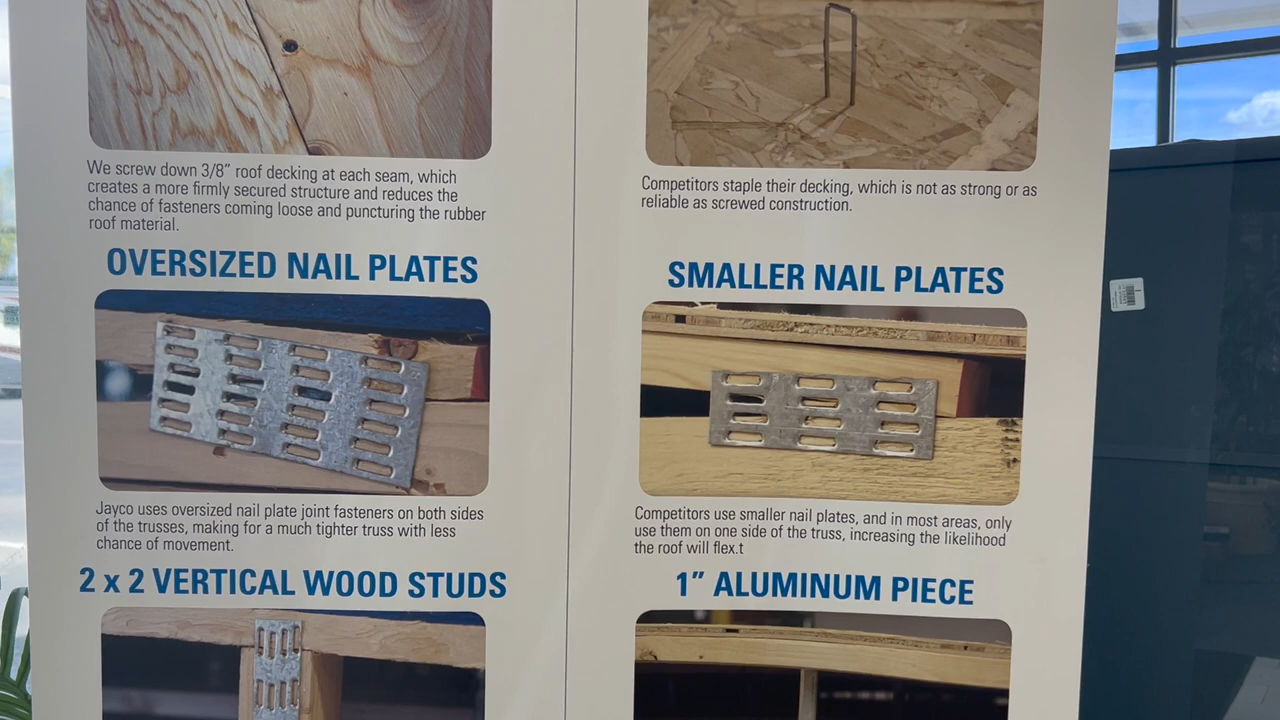 We screw down 3/8” roof decking at each seam, which
creates a more firmly secured structure and reduces the
chance of fasteners coming loose and puncturing the rubber
roof material.
OVERSIZED NAIL PLATES
Jayco uses oversized nail plate joint fasteners on both sides
of the trusses, making for a much tighter truss with less
chance of movement.
2 x 2 VERTICAL WOOD STUDS
Competitors staple their decking, which is not as strong or as
reliable as screwed construction.
SMALLER NAIL PLATES
Competitors use smaller nail plates, and in most areas, only
use them on one side of the truss, increasing the likelihood
the roof will flex.t
1” ALUMINUM PIECE